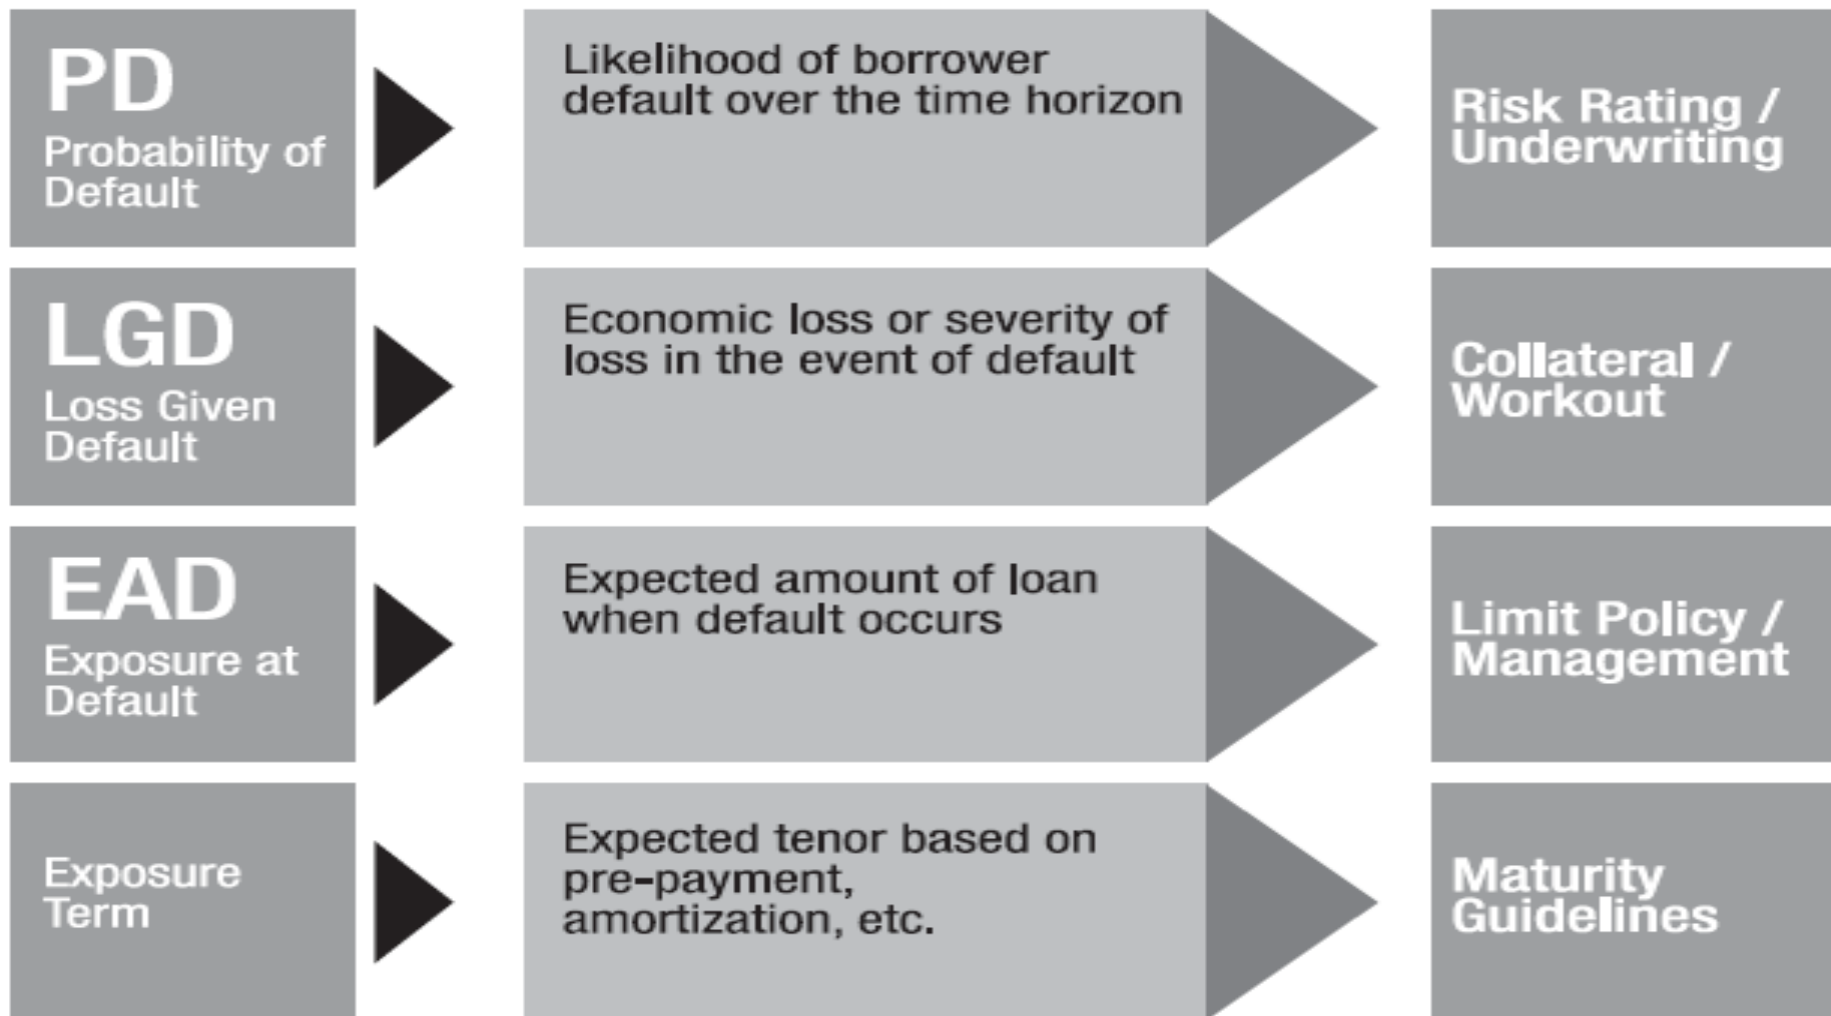 PD
Probability of
Default
Likelihood of borrower
default over the time horizon
Risk Rating /
Underwriting
LGD
Loss Given
Default
Economic loss or severity of
loss in the event of default
Collateral /
Workout
EAD
Exposure at
Default
Expected amount of loan
when default occurs
Limit Policy /
Management
Exposure
Term
Expected tenor based on
pre-payment,
amortization, etc.
Maturity
Guidelines